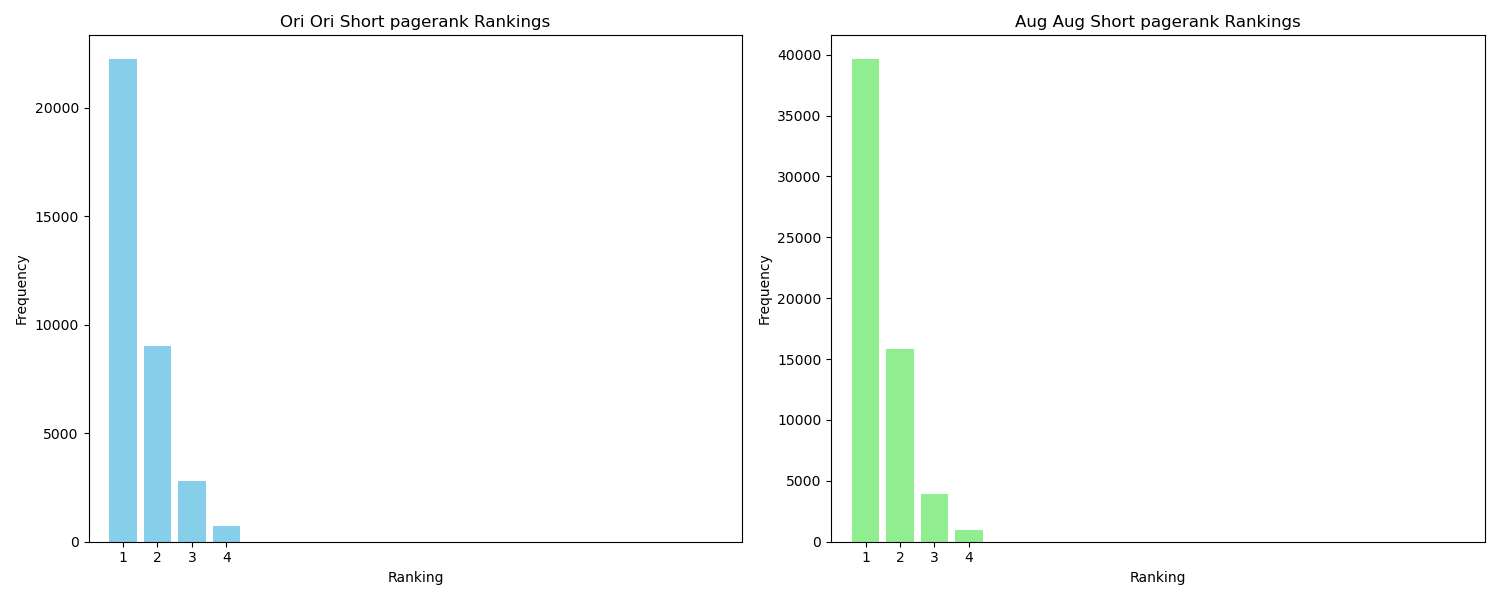 Ori Ori Short pagerank Rankings
Frequency
20000
15000
10000
5000
0
1 2 3 4
Ranking
Aug Aug Short pagerank Rankings
Frequency
40000
35000
30000
25000
20000
15000
10000
5000
0
1 2 3 4
Ranking